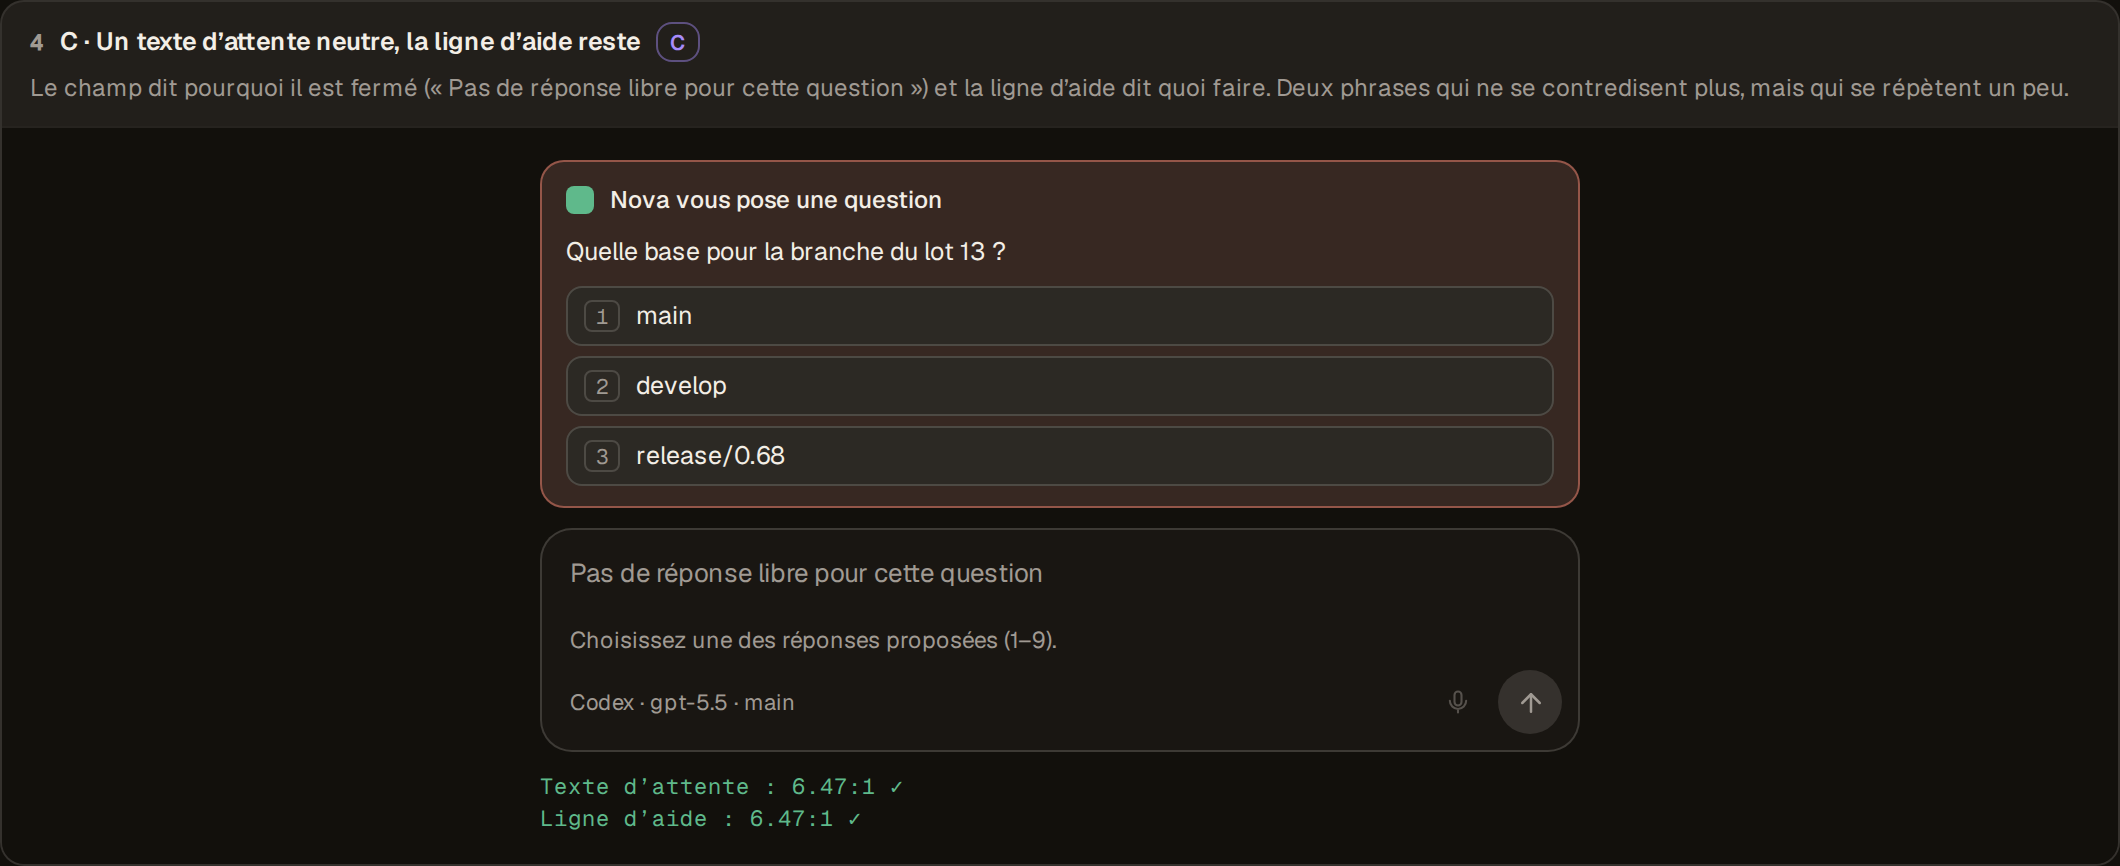 4 C · Un texte d’attente neutre, la ligne d’aide reste C
Le champ dit pourquoi il est fermé (« Pas de réponse libre pour cette question ») et la ligne d’aide dit quoi faire. Deux phrases qui ne se contredisent plus, mais qui se répètent un peu.
Nova vous pose une question
Quelle base pour la branche du lot 13 ?
1 main
2 develop
3 release/0.68
Pas de réponse libre pour cette question
Choisissez une des réponses proposées (1–9).
Codex · gpt-5.5 · main
Texte d’attente : 6.47:1 ✓
Ligne d’aide : 6.47:1 ✓